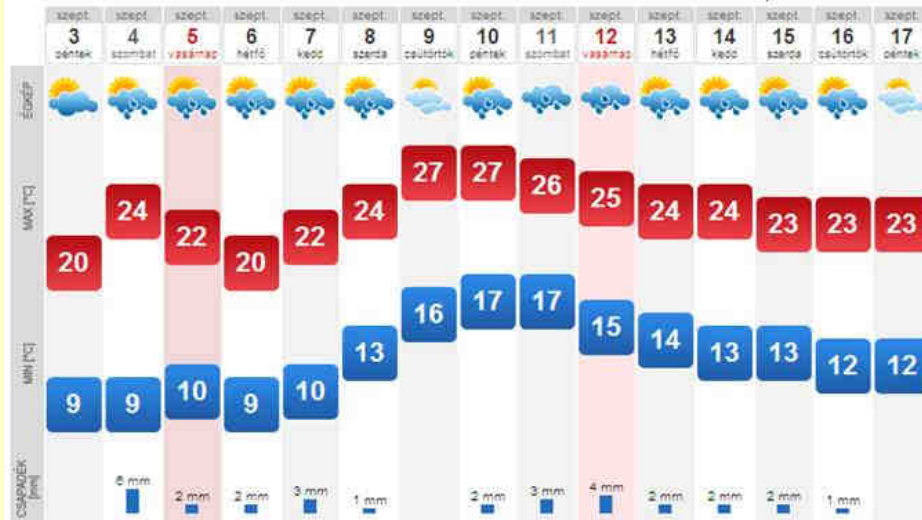 szept. szept. szept. szept. szept. szept. szept. szept. szept. szept. szept. szept. szept. szept. szept.
3 4 5 6 7 8 9 10 11 12 13 14 15 16 17
péntek szombat vasárnap hétfő kedd szerda csütörtök péntek szombat vasárnap hétfő kedd szerda csütörtök péntek
ÉGKÉP
MAX [°C]
20 24 22 20 22 24 27 27 26 25 24 24 23 23 23
MIN [°C]
9 9 10 9 10 13 16 17 17 15 14 13 13 12 12
CSAPADÉK
[mm]
6 mm 2 mm 2 mm 3 mm 1 mm 2 mm 3 mm 4 mm 2 mm 2 mm 2 mm 1 mm